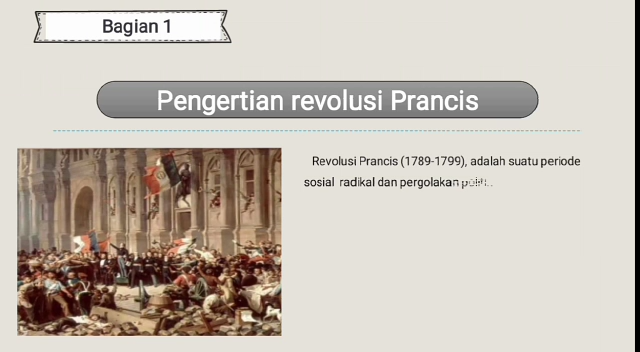 Bagian 1
Pengertian revolusi Prancis
Revolusi Prancis (1789-1799), adalah suatu periode
sosial radikal dan pergolakan